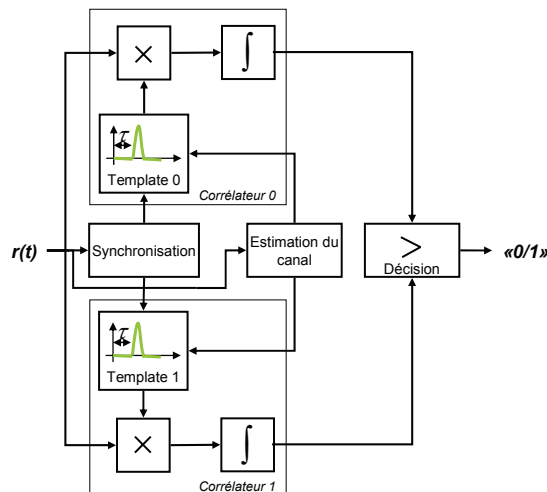 ×
∫
τ
Template 0
Corrélateur 0
r(t)
Synchronisation
Estimation du
canal
>
Décision
«0/1»
τ
Template 1
×
∫
Corrélateur 1